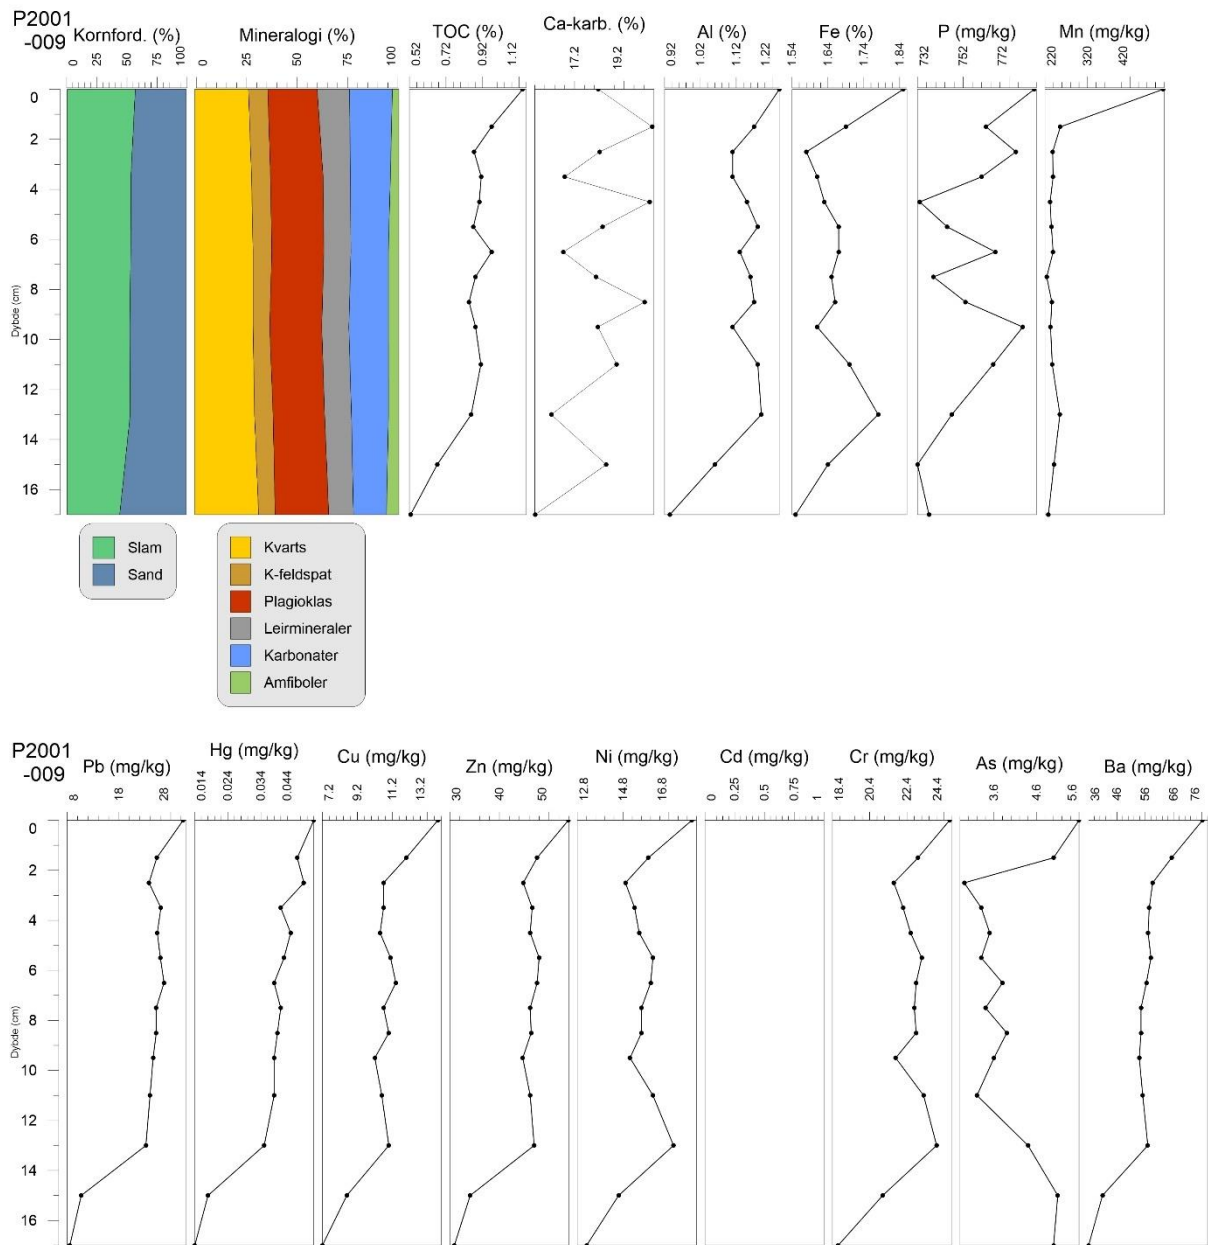 P2001
-009
Kornford. (%)
Mineralogi (%)
TOC (%)
Ca-karb. (%)
Al (%)
Fe (%)
P (mg/kg)
Mn (mg/kg)
0 25 50 75 100
0 25 50 75 100
0.52 0.72 0.92 1.12
17.2 19.2
0.92 1.02 1.12 1.22
1.54 1.64 1.74 1.84
732 752 772
220 320 420
0
2
4
6
8
10
12
14
16
Dybde (cm)
Slam
Sand
Kvarts
K-feldspat
Plagioklas
Leirmineraler
Karbonater
Amfiboler
P2001
-009
Pb (mg/kg)
Hg (mg/kg)
Cu (mg/kg)
Zn (mg/kg)
Ni (mg/kg)
Cd (mg/kg)
Cr (mg/kg)
As (mg/kg)
Ba (mg/kg)
8 18 28
0.014 0.024 0.034 0.044
7.2 9.2 11.2 13.2
30 40 50
12.8 14.8 16.8
0 0.25 0.5 0.75 1
18.4 20.4 22.4 24.4
3.6 4.6 5.6
36 46 56 66 76
0
2
4
6
8
10
12
14
16
Dybde (cm)